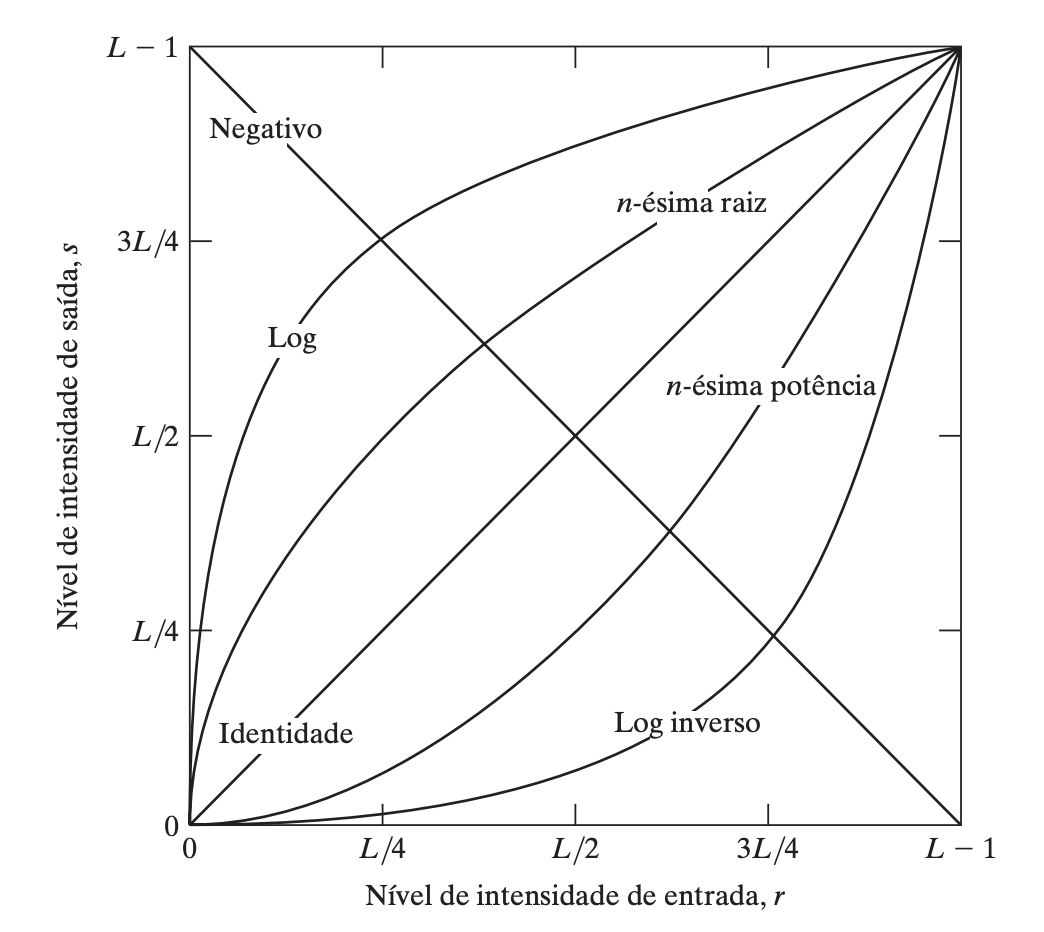 L − 1
Negativo
n-ésima raiz
3L/4
Log
n-ésima potência
L/2
L/4
Log inverso
Identidade
0
0 L/4 L/2 3L/4 L − 1
Nível de intensidade de saída, s
Nível de intensidade de entrada, r